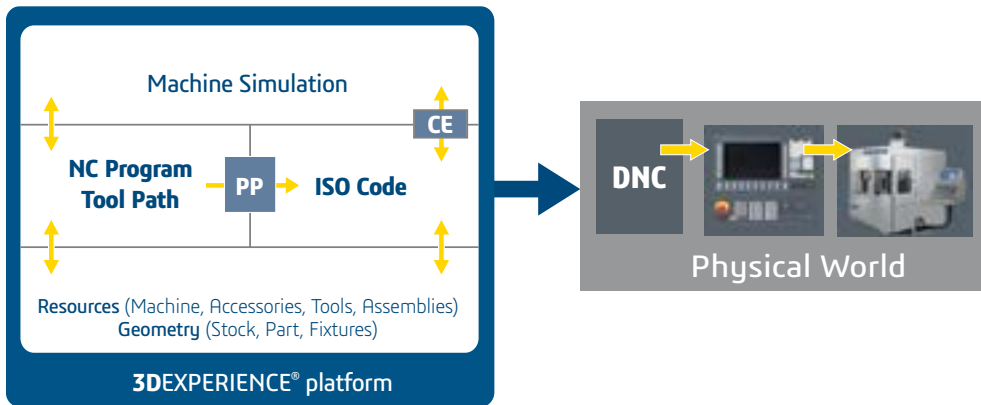 Machine Simulation
CE
NC Program
Tool Path
PP
ISO Code
Resources (Machine, Accessories, Tools, Assemblies)
Geometry (Stock, Part, Fixtures)
3DEXPERIENCE® platform
DNC
Physical World